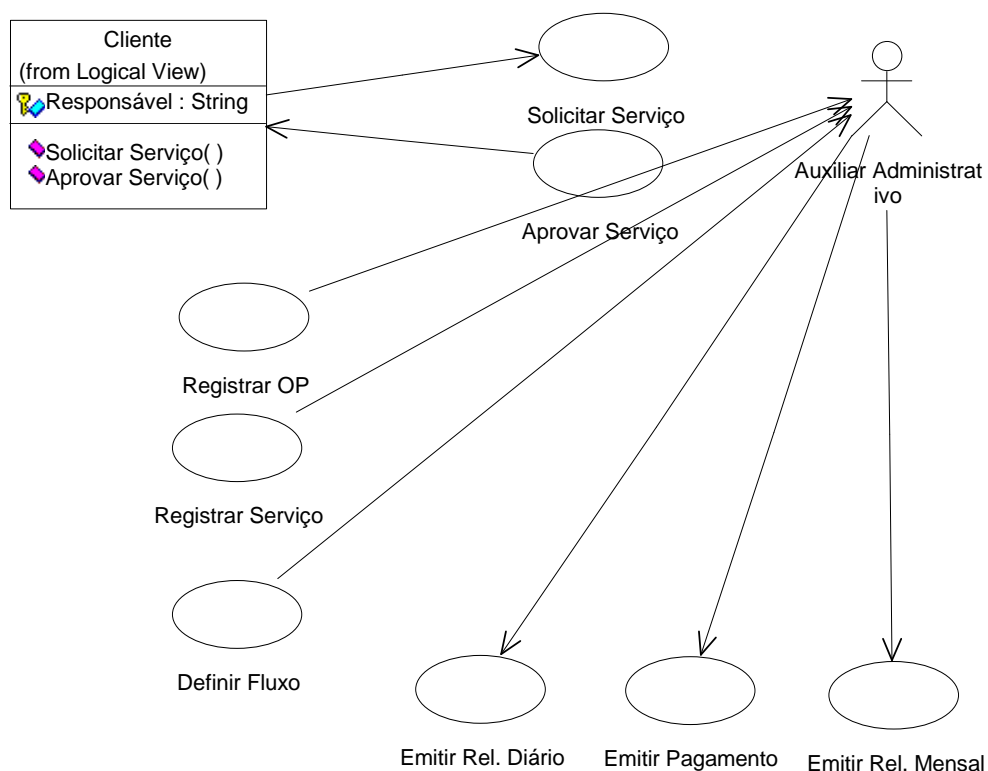 Cliente
(from Logical View)
Responsável : String
Solicitar Serviço( )
Aprovar Serviço( )
Solicitar Serviço
Auxiliar Administrat
ivo
Aprovar Serviço
Registrar OP
Registrar Serviço
Definir Fluxo
Emitir Rel. Diário
Emitir Pagamento
Emitir Rel. Mensal